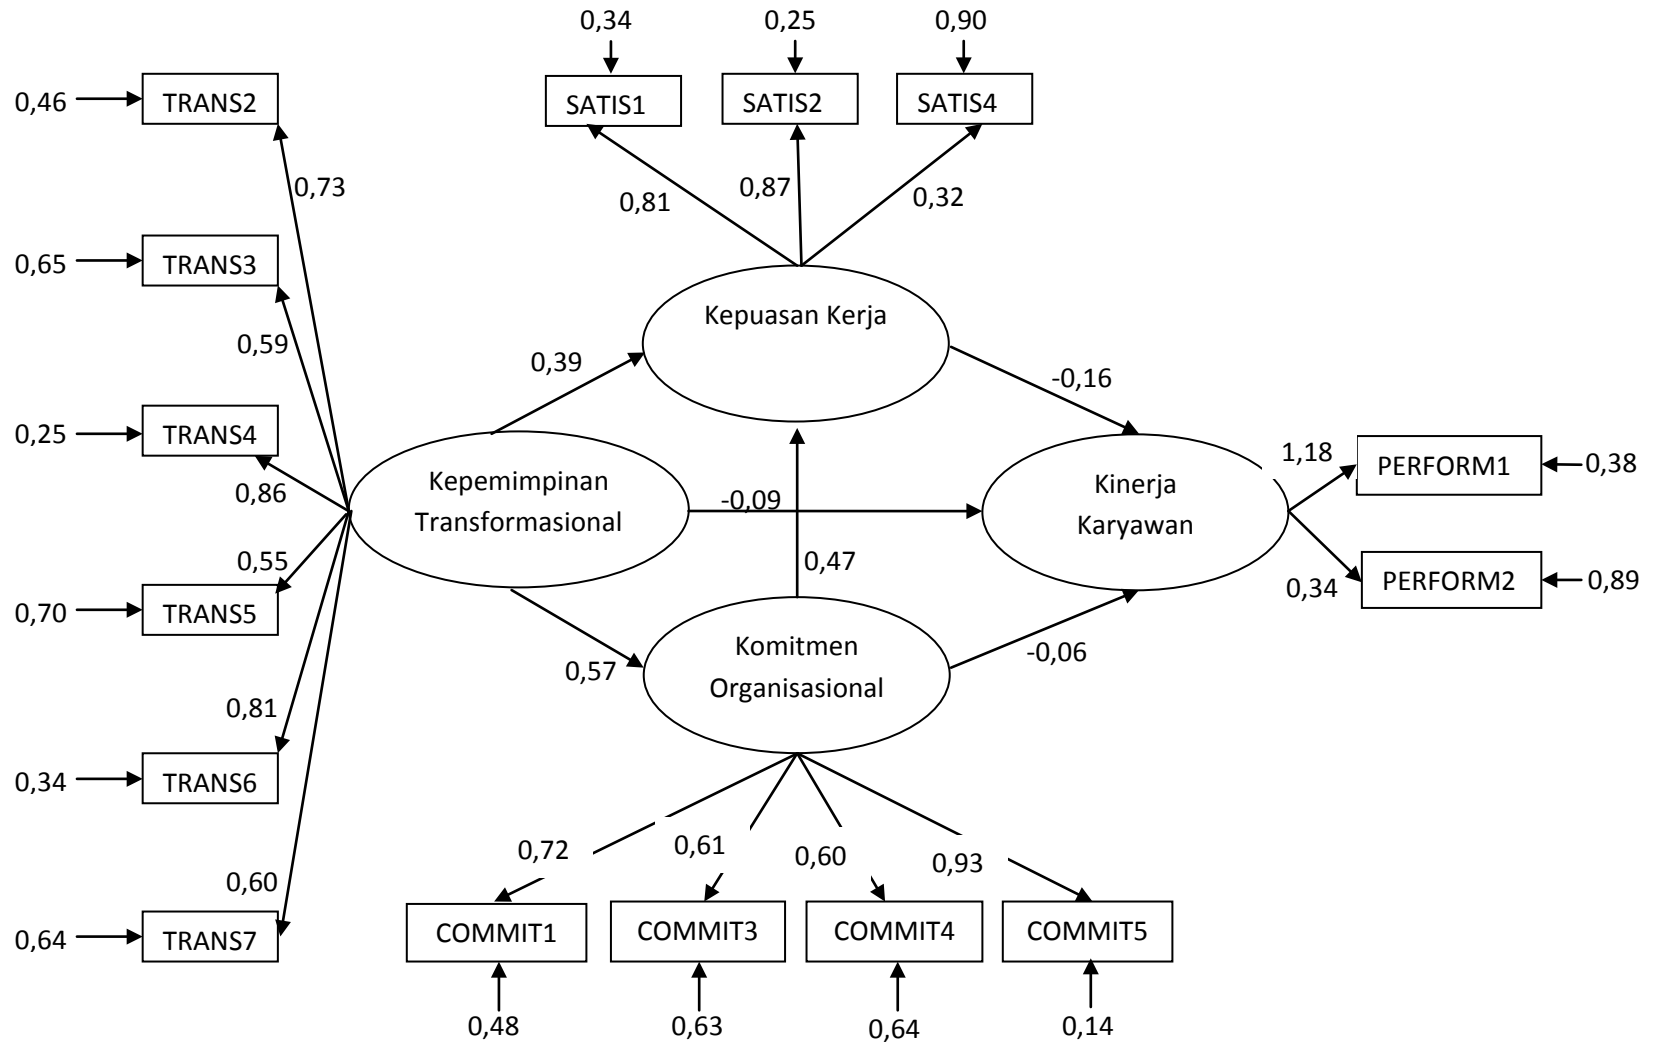 0,34
0,25
0,90
0,46
TRANS2
SATIS1
SATIS2
SATIS4
0,73
0,81
0,87
0,32
0,65
TRANS3
0,59
Kepuasan Kerja
0,39
-0,16
0,25
TRANS4
0,86
Kepemimpinan
Transformasional
-0,09
Kinerja
Karyawan
1,18
PERFORM1
0,38
0,55
0,47
0,34
PERFORM2
0,89
0,70
TRANS5
0,57
Komitmen
Organisasional
-0,06
0,81
0,34
TRANS6
0,72
0,61
0,60
0,93
0,60
0,64
TRANS7
COMMIT1
COMMIT3
COMMIT4
COMMIT5
0,48
0,63
0,64
0,14